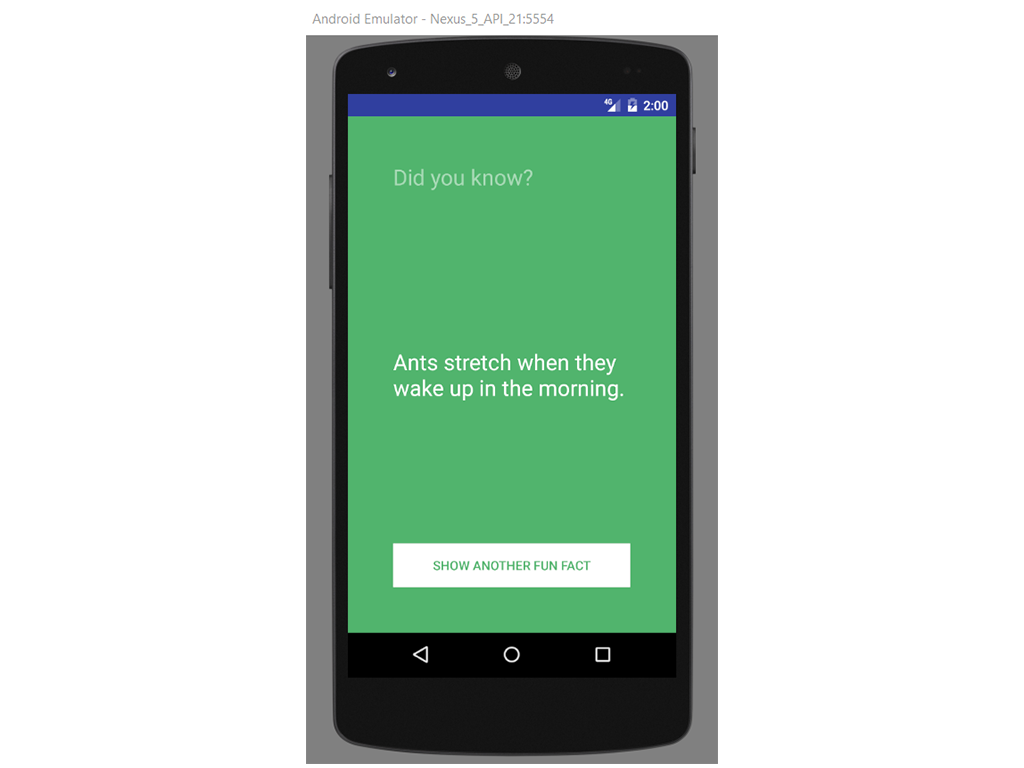 Android Emulator - Nexus_5_API_21:5554
4G 2:00
Did you know?
Ants stretch when they
wake up in the morning.
SHOW ANOTHER FUN FACT